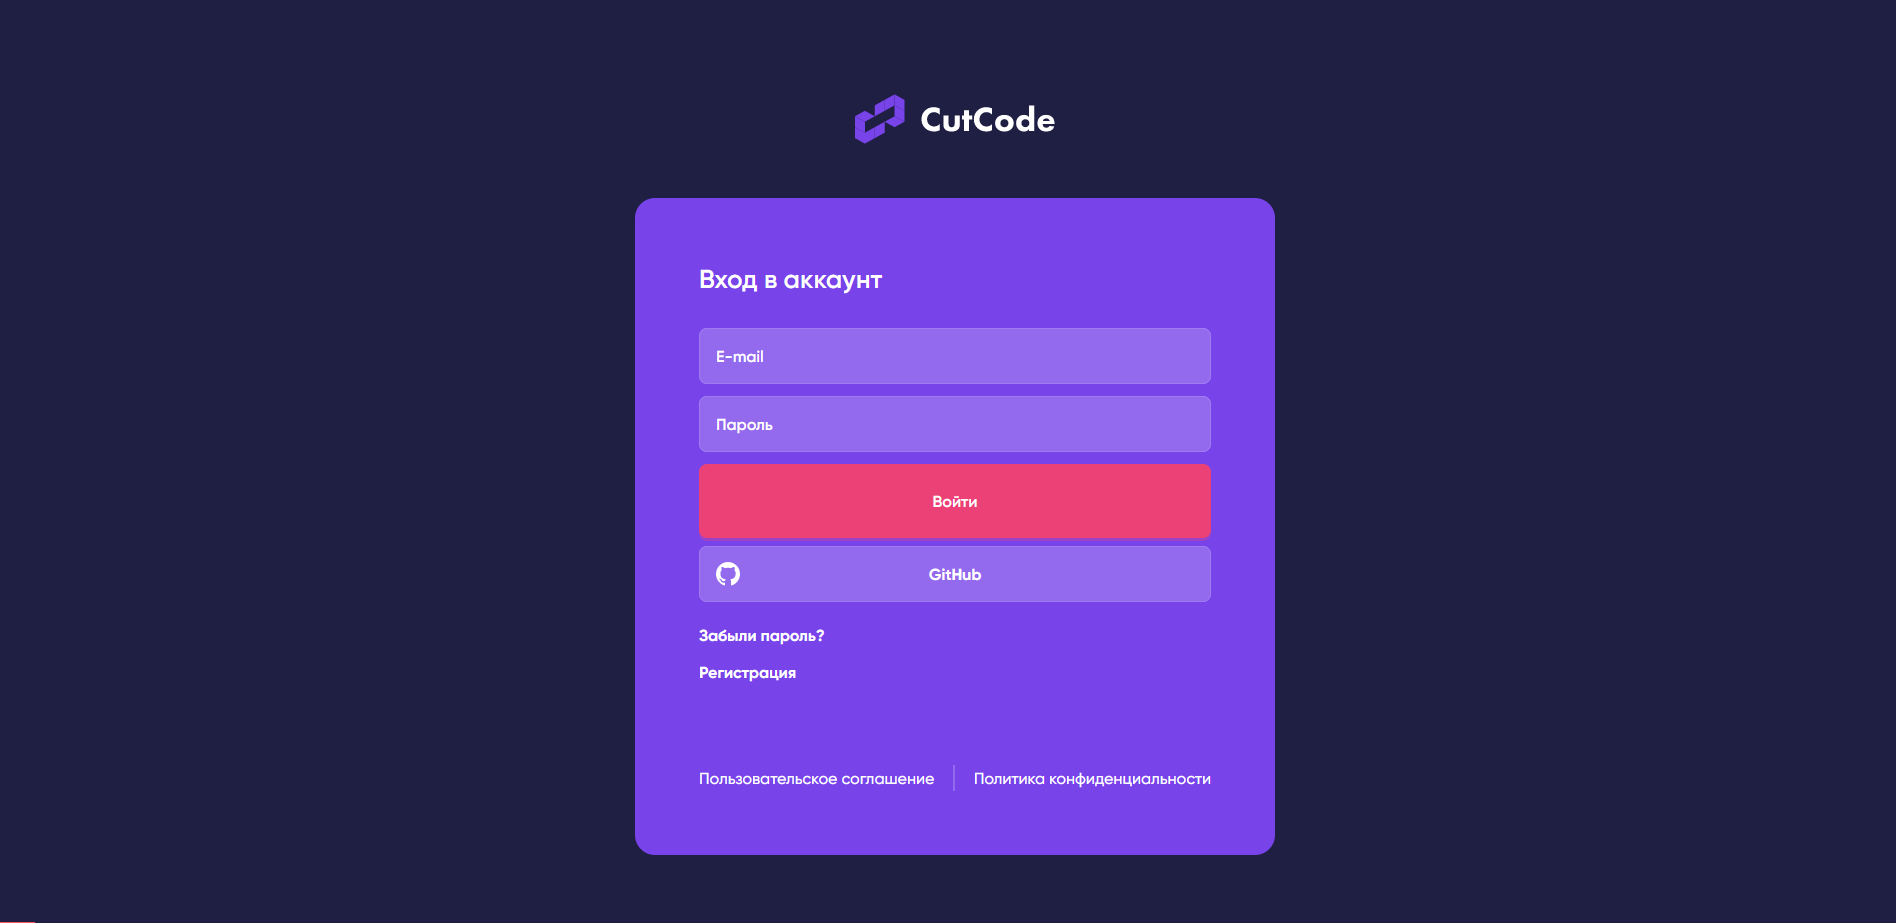 CutCode
Вход в аккаунт
E-mail
Пароль
Войти
GitHub
Забыли пароль?
Регистрация
Пользовательское соглашение
Политика конфиденциальности